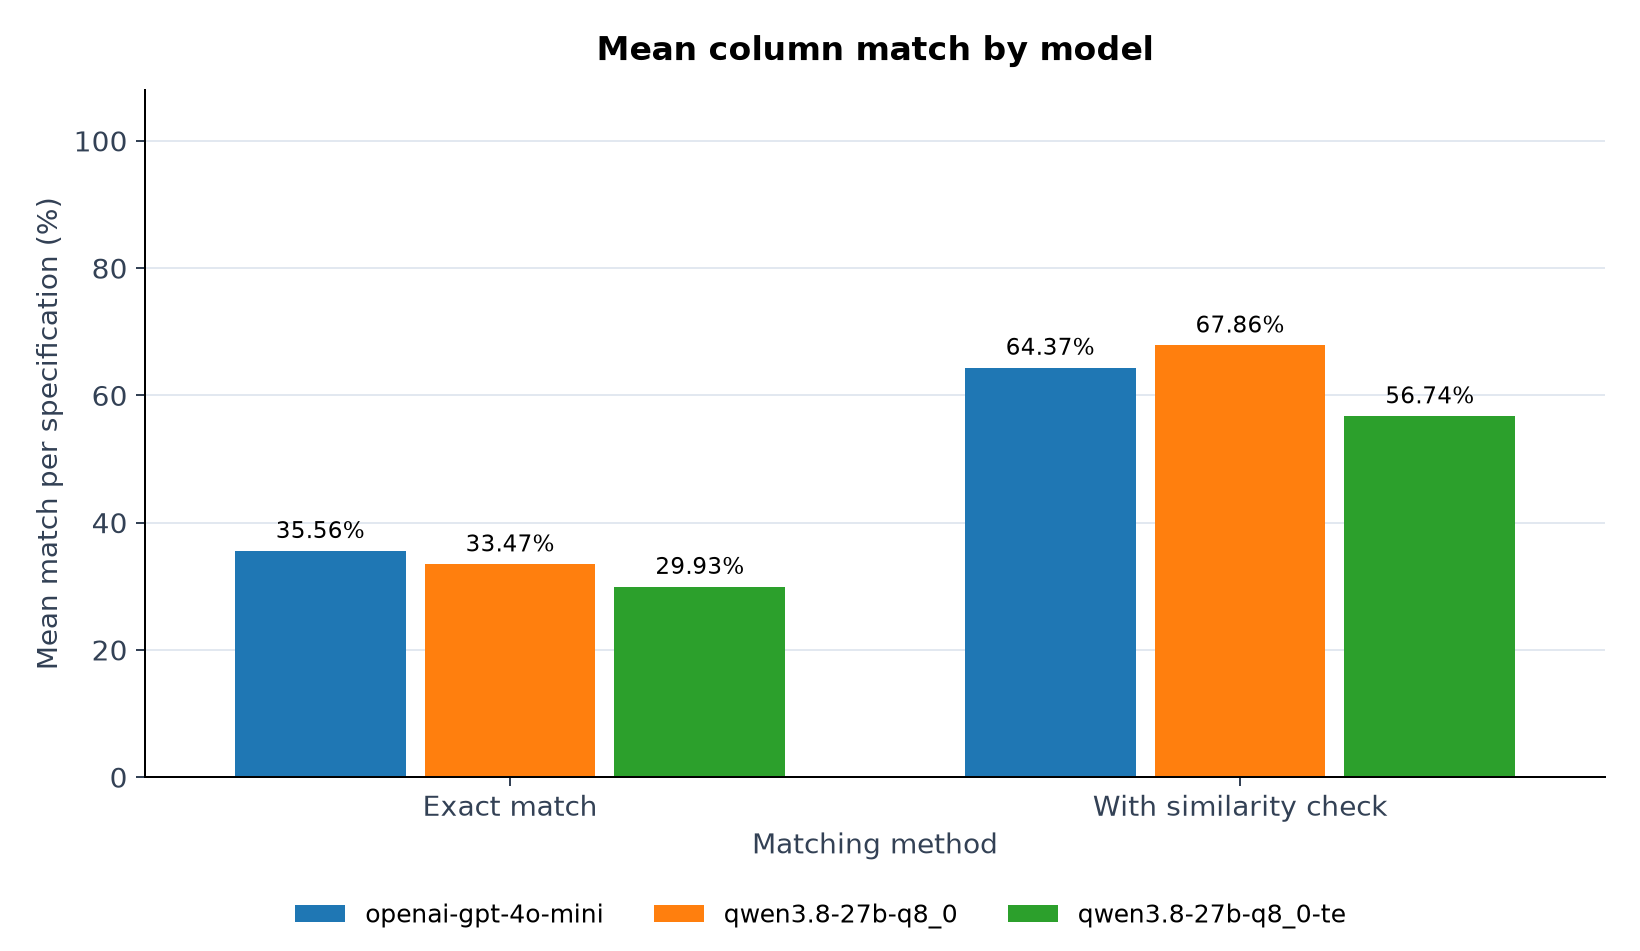 Mean column match by model
Mean match per specification (%)
100
80
60
40
20
0
35.56%
33.47%
29.93%
64.37%
67.86%
56.74%
Exact match
With similarity check
Matching method
openai-gpt-4o-mini
qwen3.8-27b-q8_0
qwen3.8-27b-q8_0-te